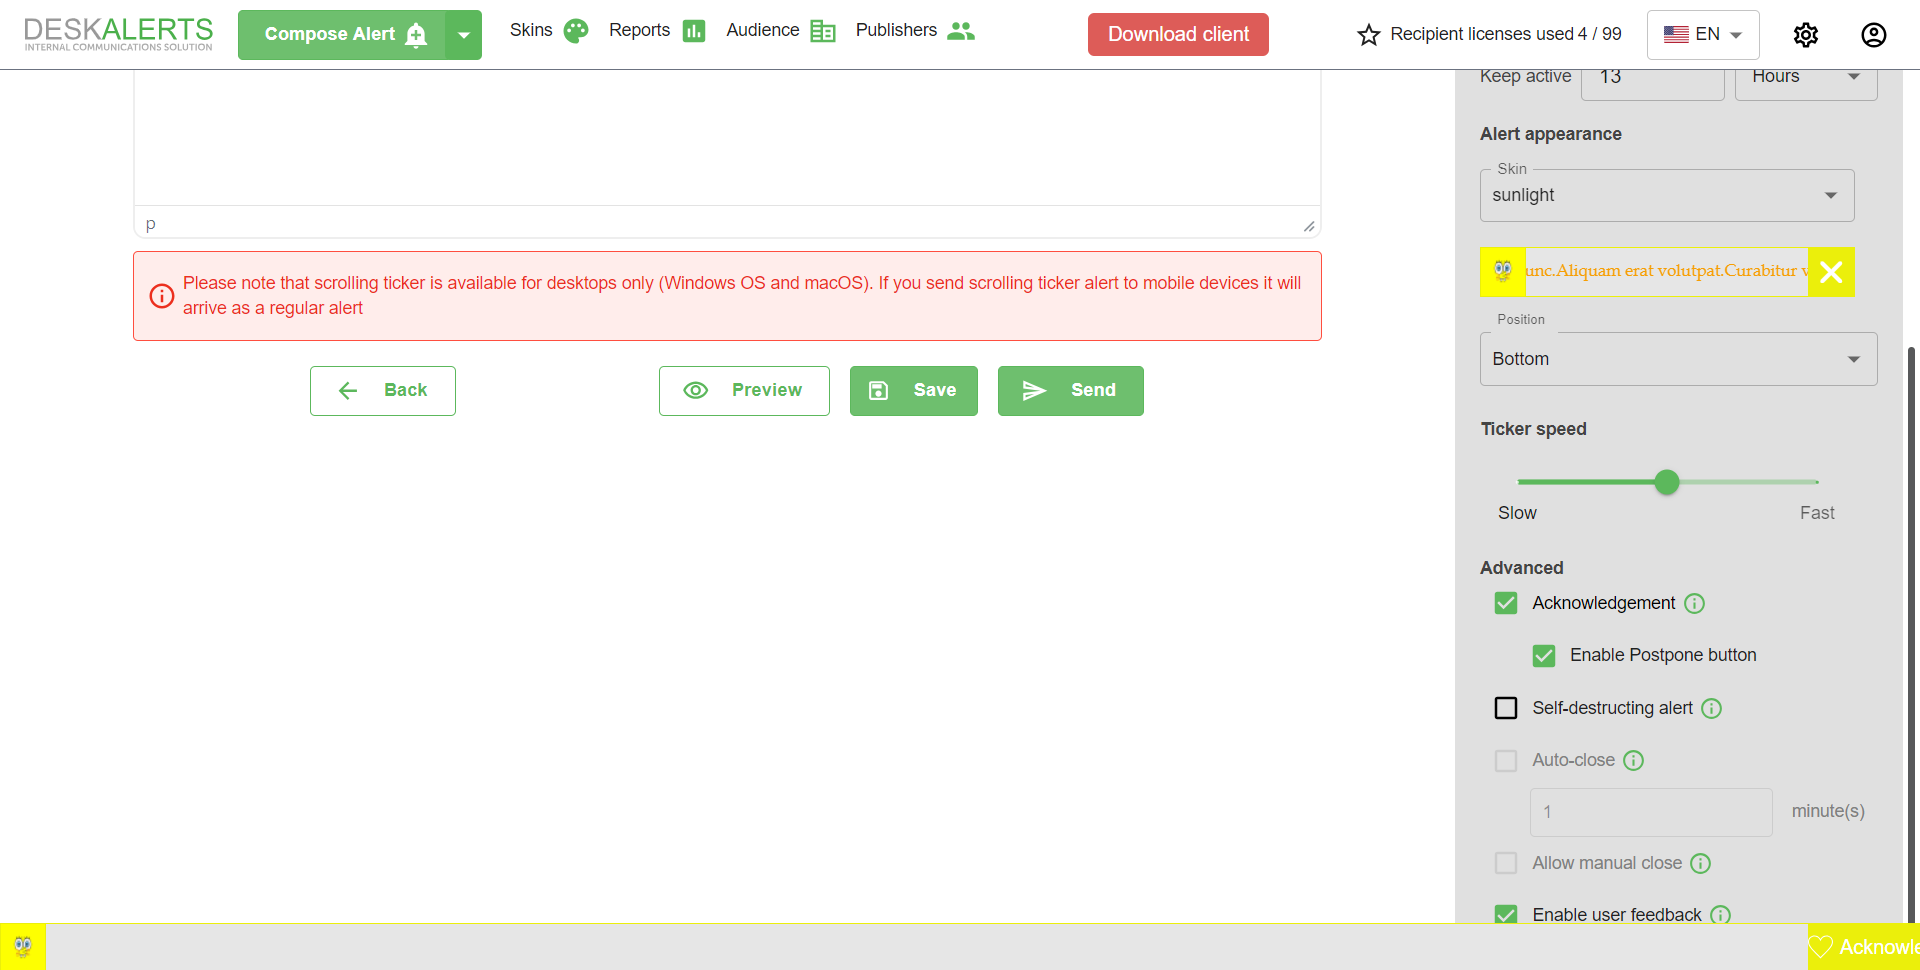 DESKALERTS
INTERNAL COMMUNICATIONS SOLUTION
Compose Alert
Skins
Reports
Audience
Publishers
Download client
Recipient licenses used 4 / 99
EN
Keep active
13
Hours
Alert appearance
Skin
sunlight
p
unc.Aliquam erat volutpat.Curabitur v
Please note that scrolling ticker is available for desktops only (Windows OS and macOS). If you send scrolling ticker alert to mobile devices it will
arrive as a regular alert
Position
Bottom
Back
Preview
Save
Send
Ticker speed
Slow
Fast
Advanced
Acknowledgement
Enable Postpone button
Self-destructing alert
Auto-close
1
minute(s)
Allow manual close
Enable user feedback
Acknowle